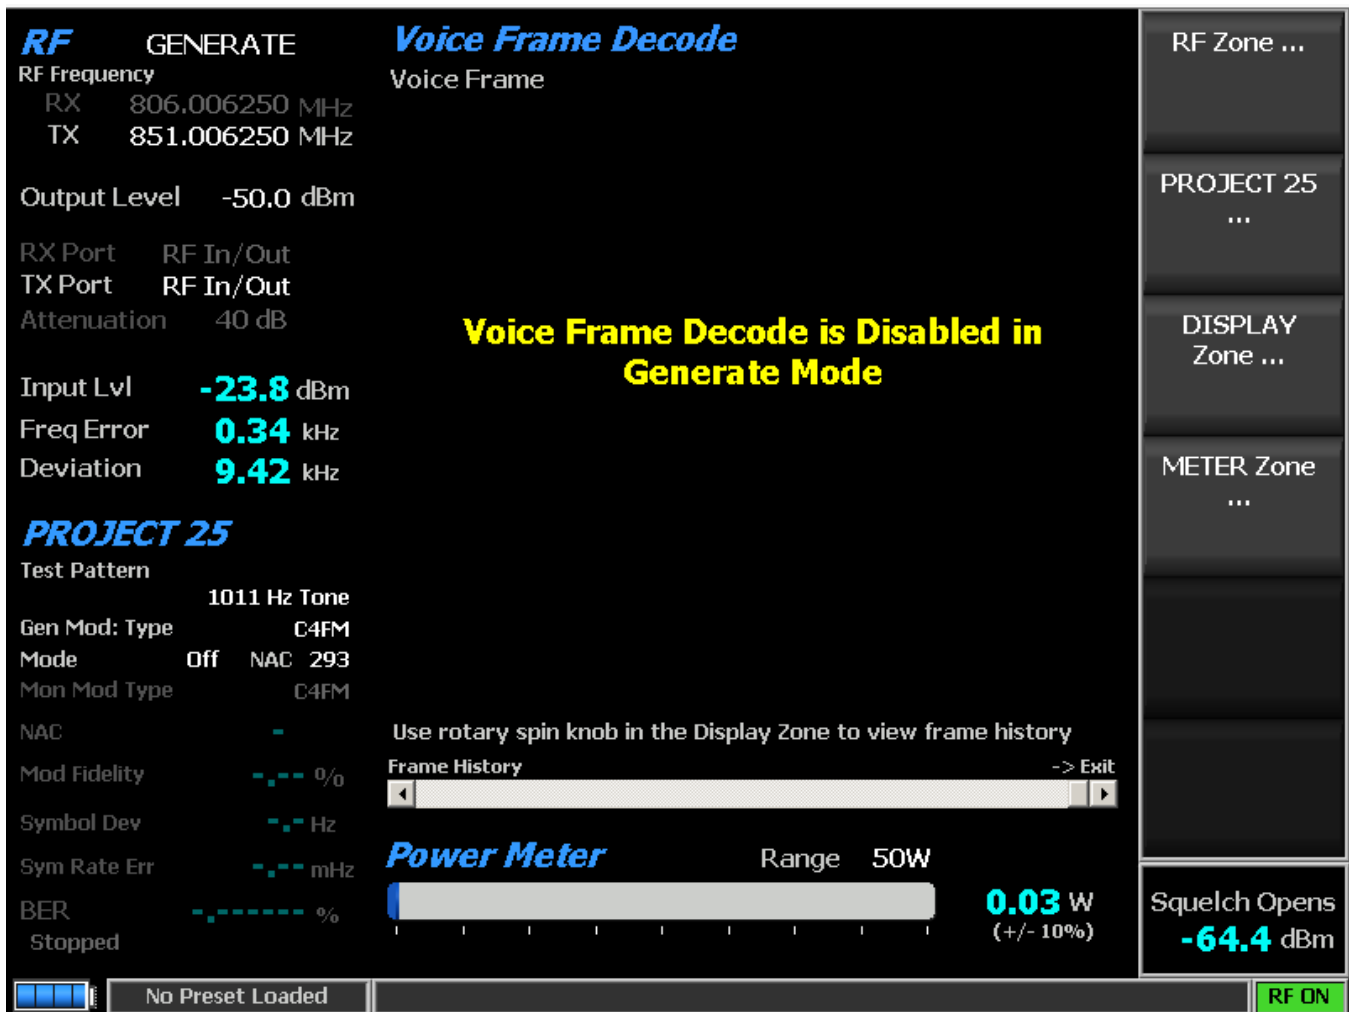 RF GENERATE
RF Frequency
RX 806.006250 MHz
TX 851.006250 MHz
Output Level -50.0 dBm
RX Port RF In/Out
TX Port RF In/Out
Attenuation 40 dB
Input Lvl -23.8 dBm
Freq Error 0.34 kHz
Deviation 9.42 kHz
PROJECT 25
Test Pattern
1011 Hz Tone
Gen Mod: Type C4FM
Mode Off NAC 293
Mon Mod Type C4FM
NAC -
Mod Fidelity -.-- %
Symbol Dev -.- Hz
Sym Rate Err -.-- mHz
BER -.------ %
Stopped
Voice Frame Decode
Voice Frame
Voice Frame Decode is Disabled in
Generate Mode
Use rotary spin knob in the Display Zone to view frame history
Frame History -> Exit
Power Meter Range 50W
0.03 W
(+/- 10%)
RF Zone ...
PROJECT 25
...
DISPLAY
Zone ...
METER Zone
...
Squelch Opens
-64.4 dBm
No Preset Loaded
RF ON